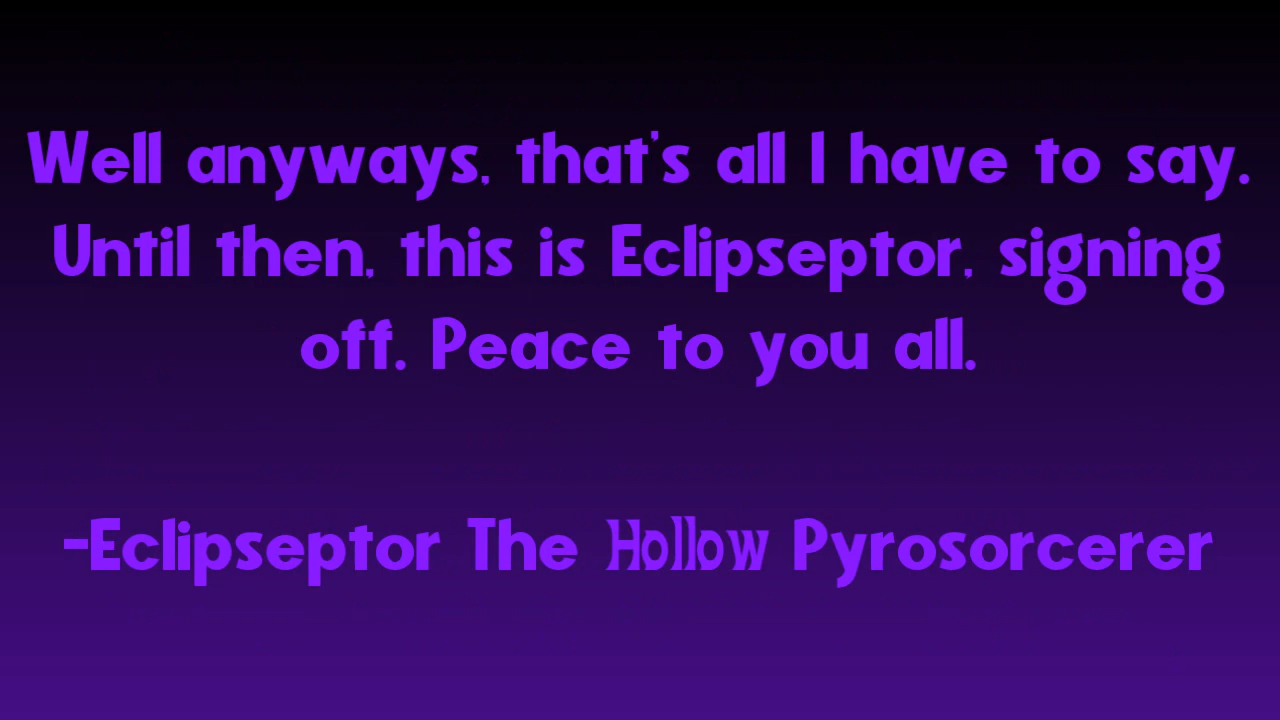 Well anyways, that's all I have to say.
Until then, this is Eclipseptor, signing
off. Peace to you all.
-Eclipseptor The Hollow Pyrosorcerer